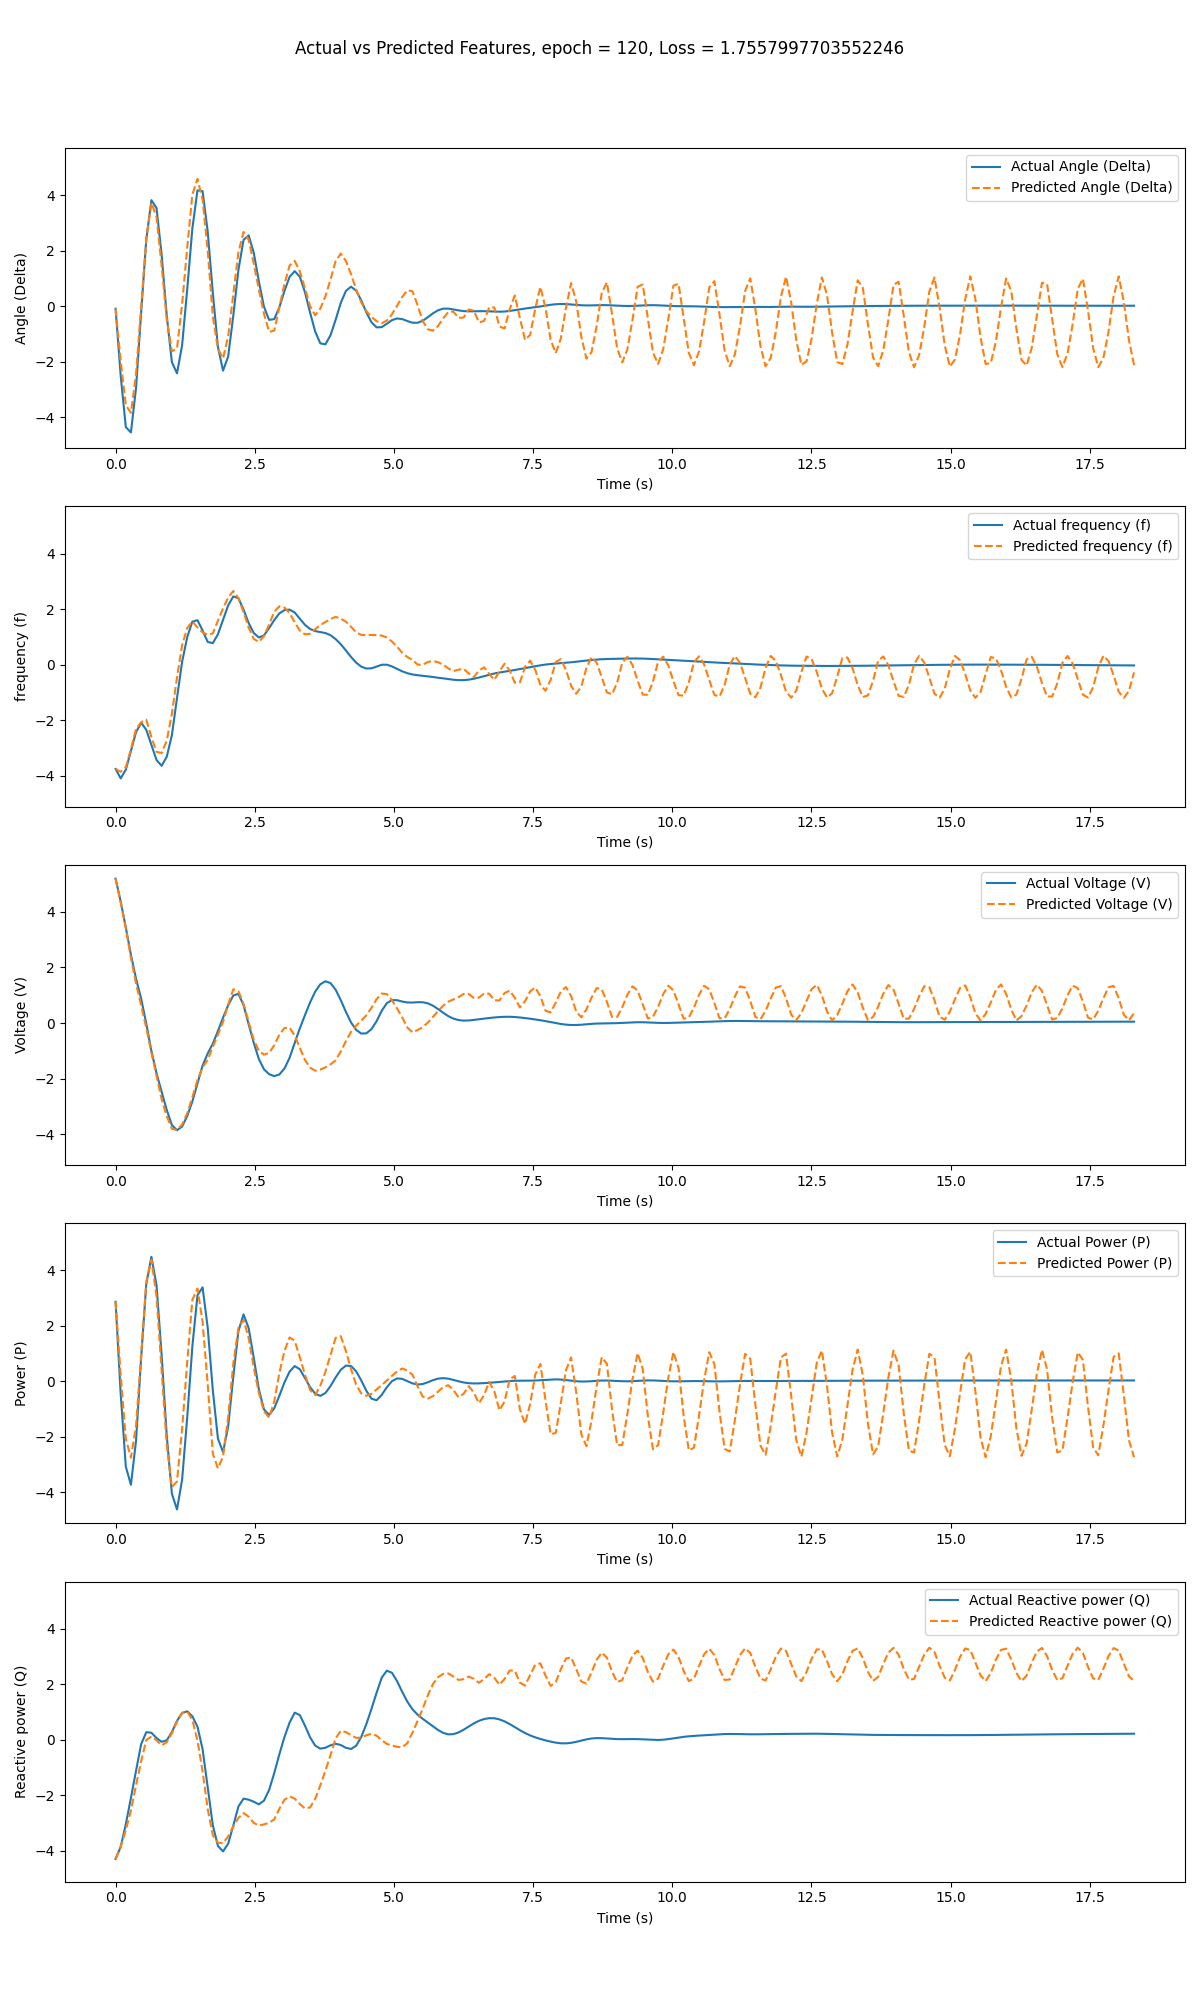 Actual vs Predicted Features, epoch = 120, Loss = 1.7557997703552246
Actual Angle (Delta)
Predicted Angle (Delta)
Angle (Delta)
4
2
0
−2
−4
0.0 2.5 5.0 7.5 10.0 12.5 15.0 17.5
Time (s)
Actual frequency (f)
Predicted frequency (f)
frequency (f)
4
2
0
−2
−4
0.0 2.5 5.0 7.5 10.0 12.5 15.0 17.5
Time (s)
Actual Voltage (V)
Predicted Voltage (V)
Voltage (V)
4
2
0
−2
−4
0.0 2.5 5.0 7.5 10.0 12.5 15.0 17.5
Time (s)
Actual Power (P)
Predicted Power (P)
Power (P)
4
2
0
−2
−4
0.0 2.5 5.0 7.5 10.0 12.5 15.0 17.5
Time (s)
Actual Reactive power (Q)
Predicted Reactive power (Q)
Reactive power (Q)
4
2
0
−2
−4
0.0 2.5 5.0 7.5 10.0 12.5 15.0 17.5
Time (s)